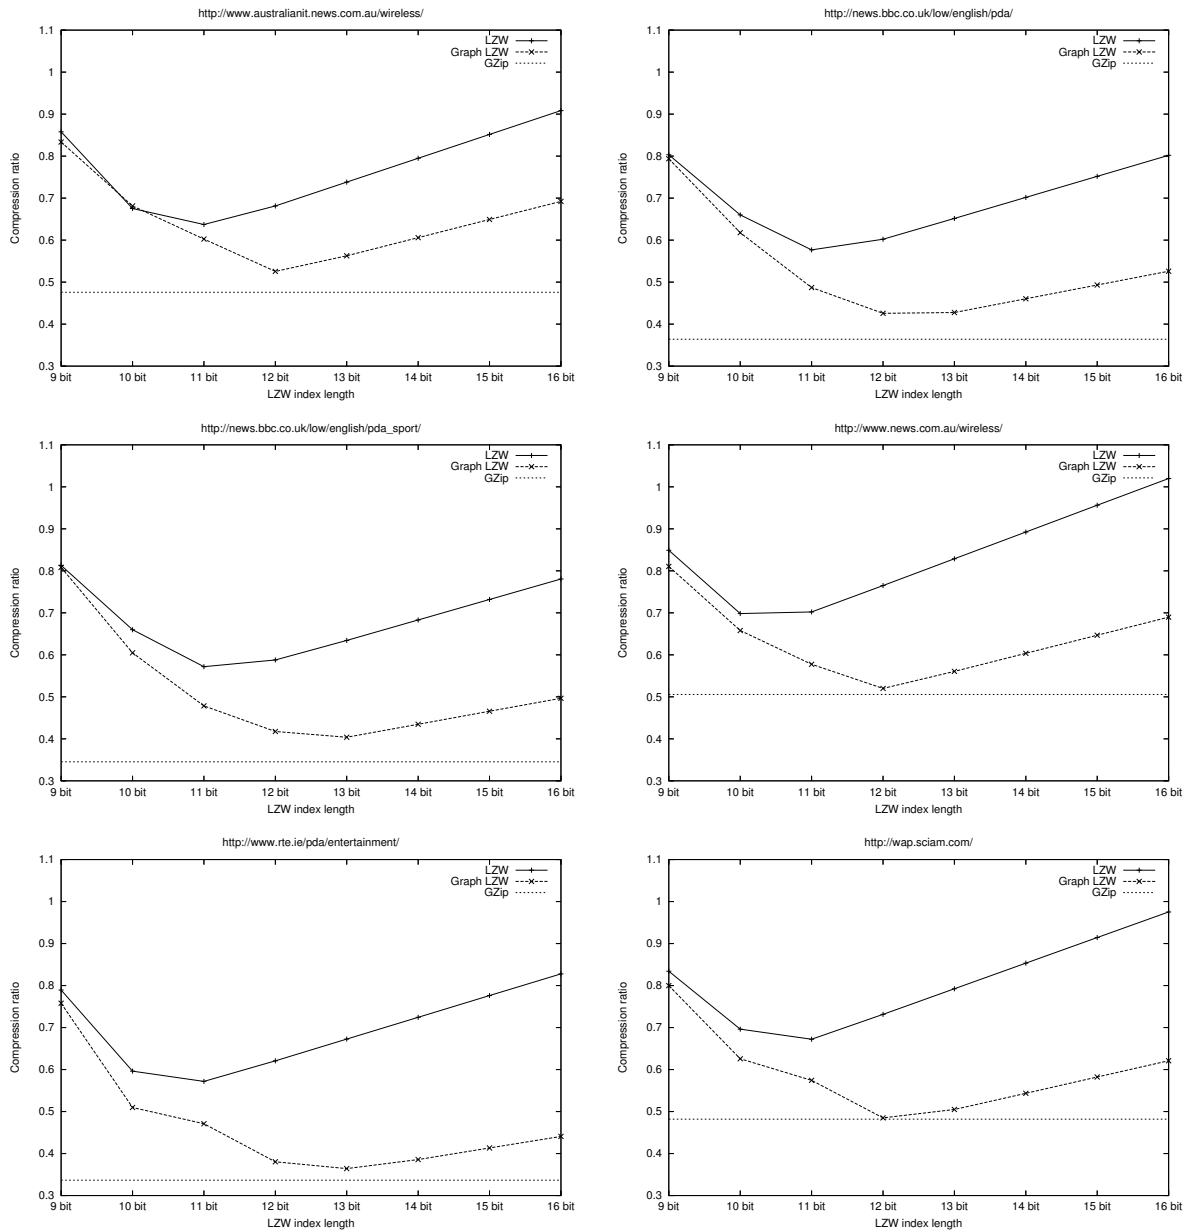 http://www.australianit.news.com.au/wireless/
1.1
1
0.9
0.8
0.7
0.6
0.5
0.4
0.3
Compression ratio
LZW
Graph LZW
GZip
9 bit 10 bit 11 bit 12 bit 13 bit 14 bit 15 bit 16 bit
LZW index length
http://news.bbc.co.uk/low/english/pda/
1.1
1
0.9
0.8
0.7
0.6
0.5
0.4
0.3
Compression ratio
LZW
Graph LZW
GZip
9 bit 10 bit 11 bit 12 bit 13 bit 14 bit 15 bit 16 bit
LZW index length
http://news.bbc.co.uk/low/english/pda_sport/
1.1
1
0.9
0.8
0.7
0.6
0.5
0.4
0.3
Compression ratio
LZW
Graph LZW
GZip
9 bit 10 bit 11 bit 12 bit 13 bit 14 bit 15 bit 16 bit
LZW index length
http://www.news.com.au/wireless/
1.1
1
0.9
0.8
0.7
0.6
0.5
0.4
0.3
Compression ratio
LZW
Graph LZW
GZip
9 bit 10 bit 11 bit 12 bit 13 bit 14 bit 15 bit 16 bit
LZW index length
http://www.rte.ie/pda/entertainment/
1.1
1
0.9
0.8
0.7
0.6
0.5
0.4
0.3
Compression ratio
LZW
Graph LZW
GZip
9 bit 10 bit 11 bit 12 bit 13 bit 14 bit 15 bit 16 bit
LZW index length
http://wap.sciam.com/
1.1
1
0.9
0.8
0.7
0.6
0.5
0.4
0.3
Compression ratio
LZW
Graph LZW
GZip
9 bit 10 bit 11 bit 12 bit 13 bit 14 bit 15 bit 16 bit
LZW index length